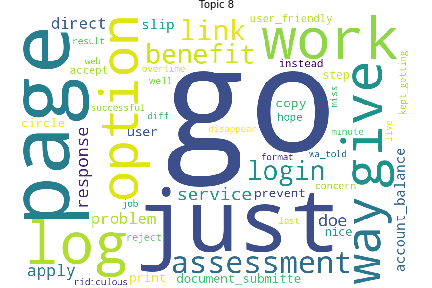 Topic 8
direct
slip
link
user_friendly
work
result
web
accept
overtime
benefit
instead
step
kept_getting
page
option
successful
well
go
copy
hope
miss
way
give
response
circle
user
diff
disappear
minute
live
login
format
wa_told
just
log
service
prevent
concern
account_balance
job
problem
doe
last
nice
reject
apply
assessment
print
document_submitte
ridiculous